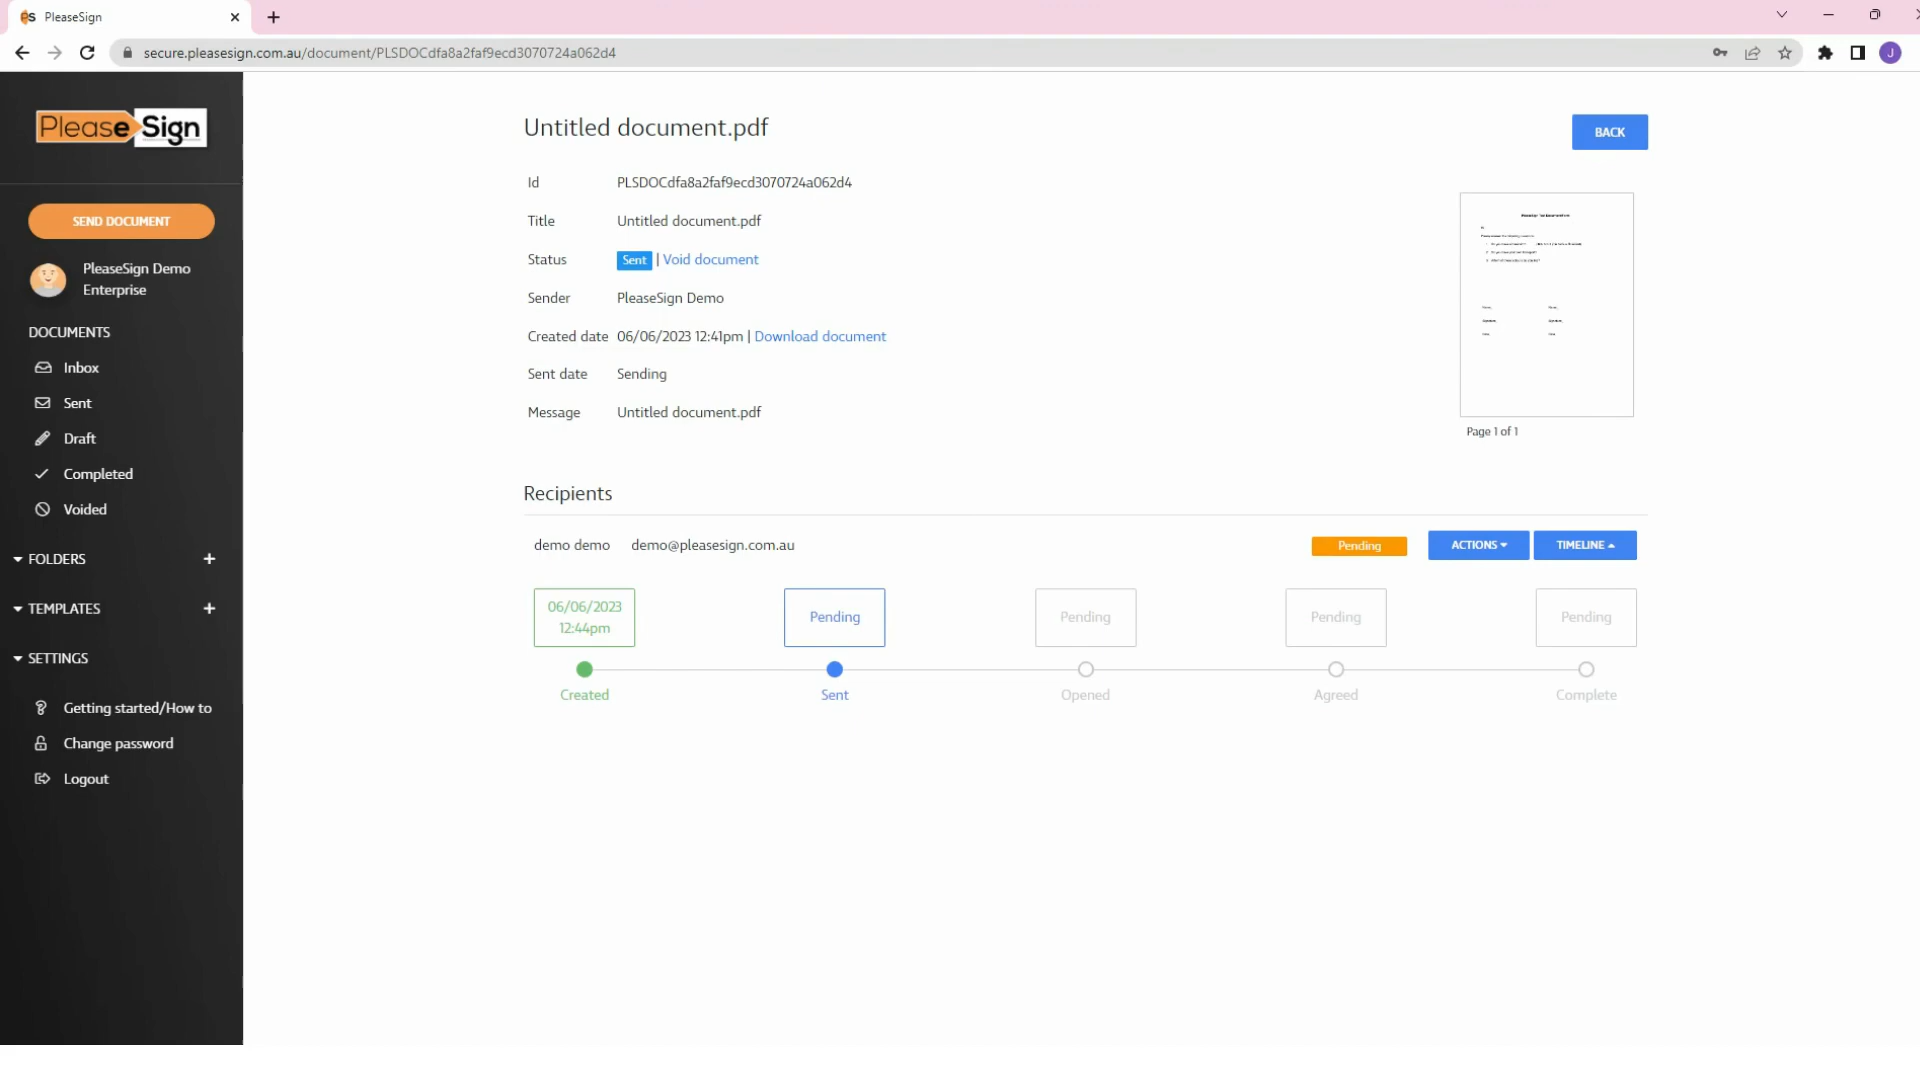 PleaseSign
secure.pleasesign.com.au/document/PLSDOCdfa8a2faf9ecd3070724a062d4
J
Please Sign
SEND DOCUMENT
PleaseSign Demo
Enterprise
DOCUMENTS
Inbox
Sent
Draft
Completed
Voided
FOLDERS
TEMPLATES
SETTINGS
Getting started/How to
Change password
Logout
Untitled document.pdf
BACK
Id PLSDOCdfa8a2faf9ecd3070724a062d4
Title Untitled document.pdf
Status Sent | Void document
Sender PleaseSign Demo
Created date 06/06/2023 12:41pm | Download document
Sent date Sending
Message Untitled document.pdf
Page 1 of 1
Recipients
demo demo demo@pleasesign.com.au Pending ACTIONS TIMELINE
06/06/2023
12:44pm
Pending Pending Pending Pending
Created Sent Opened Agreed Complete